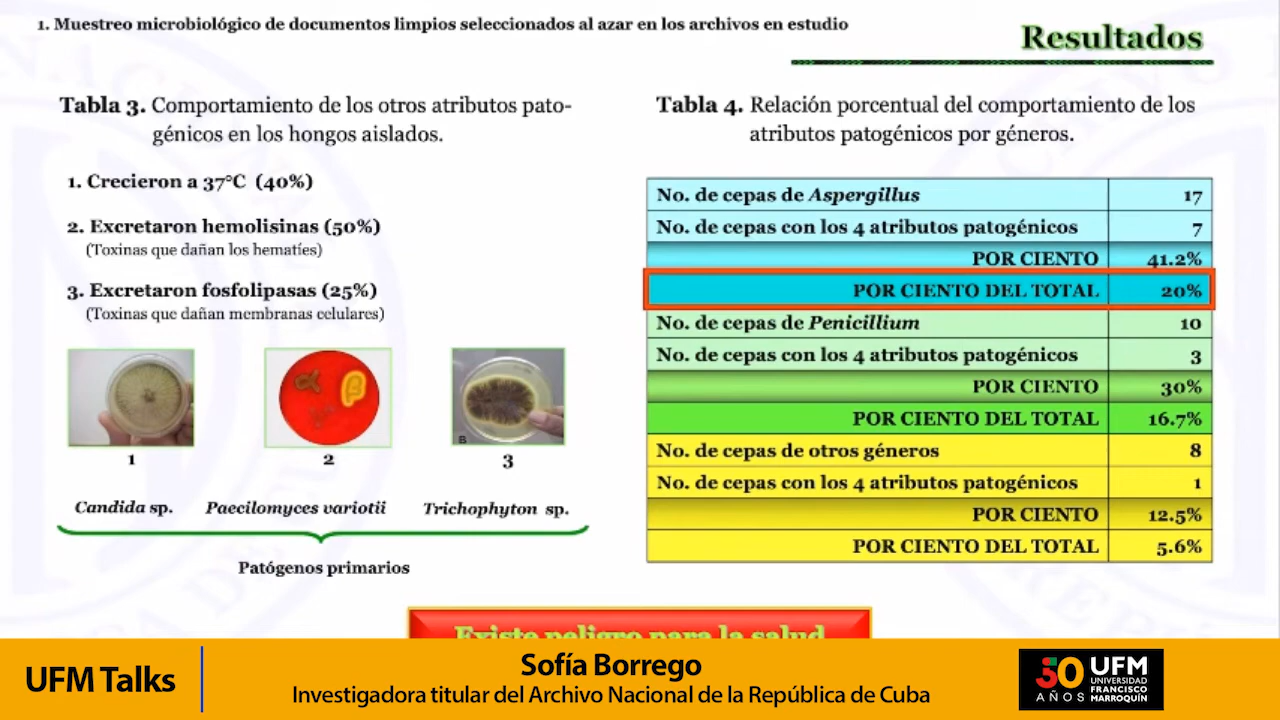 1. Muestreo microbiológico de documentos limpios seleccionados al azar en los archivos en estudio
Resultados
Tabla 3. Comportamiento de los otros atributos pato-
génicos en los hongos aislados.
1. Crecieron a 37°C (40%)
2. Excretaron hemolisinas (50%)
(Toxinas que dañan los hematíes)
3. Excretaron fosfolipasas (25%)
(Toxinas que dañan membranas celulares)
α
β
B
1
2
3
Candida sp.
Paecilomyces variotii
Trichophyton sp.
Patógenos primarios
Tabla 4. Relación porcentual del comportamiento de los
atributos patogénicos por géneros.
No. de cepas de Aspergillus 17
No. de cepas con los 4 atributos patogénicos 7
POR CIENTO 41.2%
POR CIENTO DEL TOTAL 20%
No. de cepas de Penicillium 10
No. de cepas con los 4 atributos patogénicos 3
POR CIENTO 30%
POR CIENTO DEL TOTAL 16.7%
No. de cepas de otros géneros 8
No. de cepas con los 4 atributos patogénicos 1
POR CIENTO 12.5%
POR CIENTO DEL TOTAL 5.6%
Existe peligro para la salud
UFM Talks
Sofía Borrego
Investigadora titular del Archivo Nacional de la República de Cuba
50
AÑOS
UFM
UNIVERSIDAD
FRANCISCO
MARROQUÍN